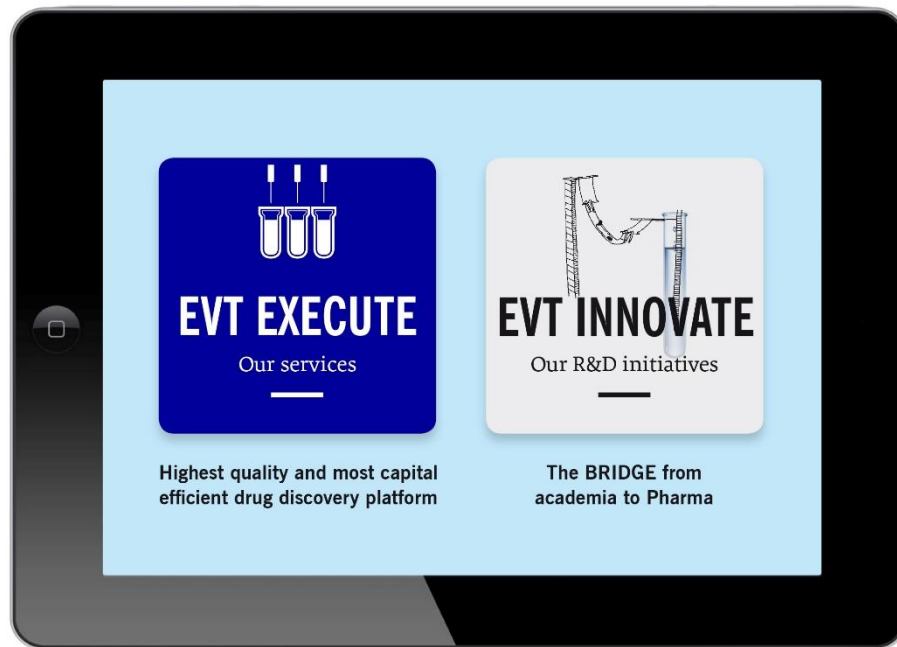 EVT EXECUTE
Our services
Highest quality and most capital
efficient drug discovery platform
EVT INNOVATE
Our R&D initiatives
The BRIDGE from
academia to Pharma